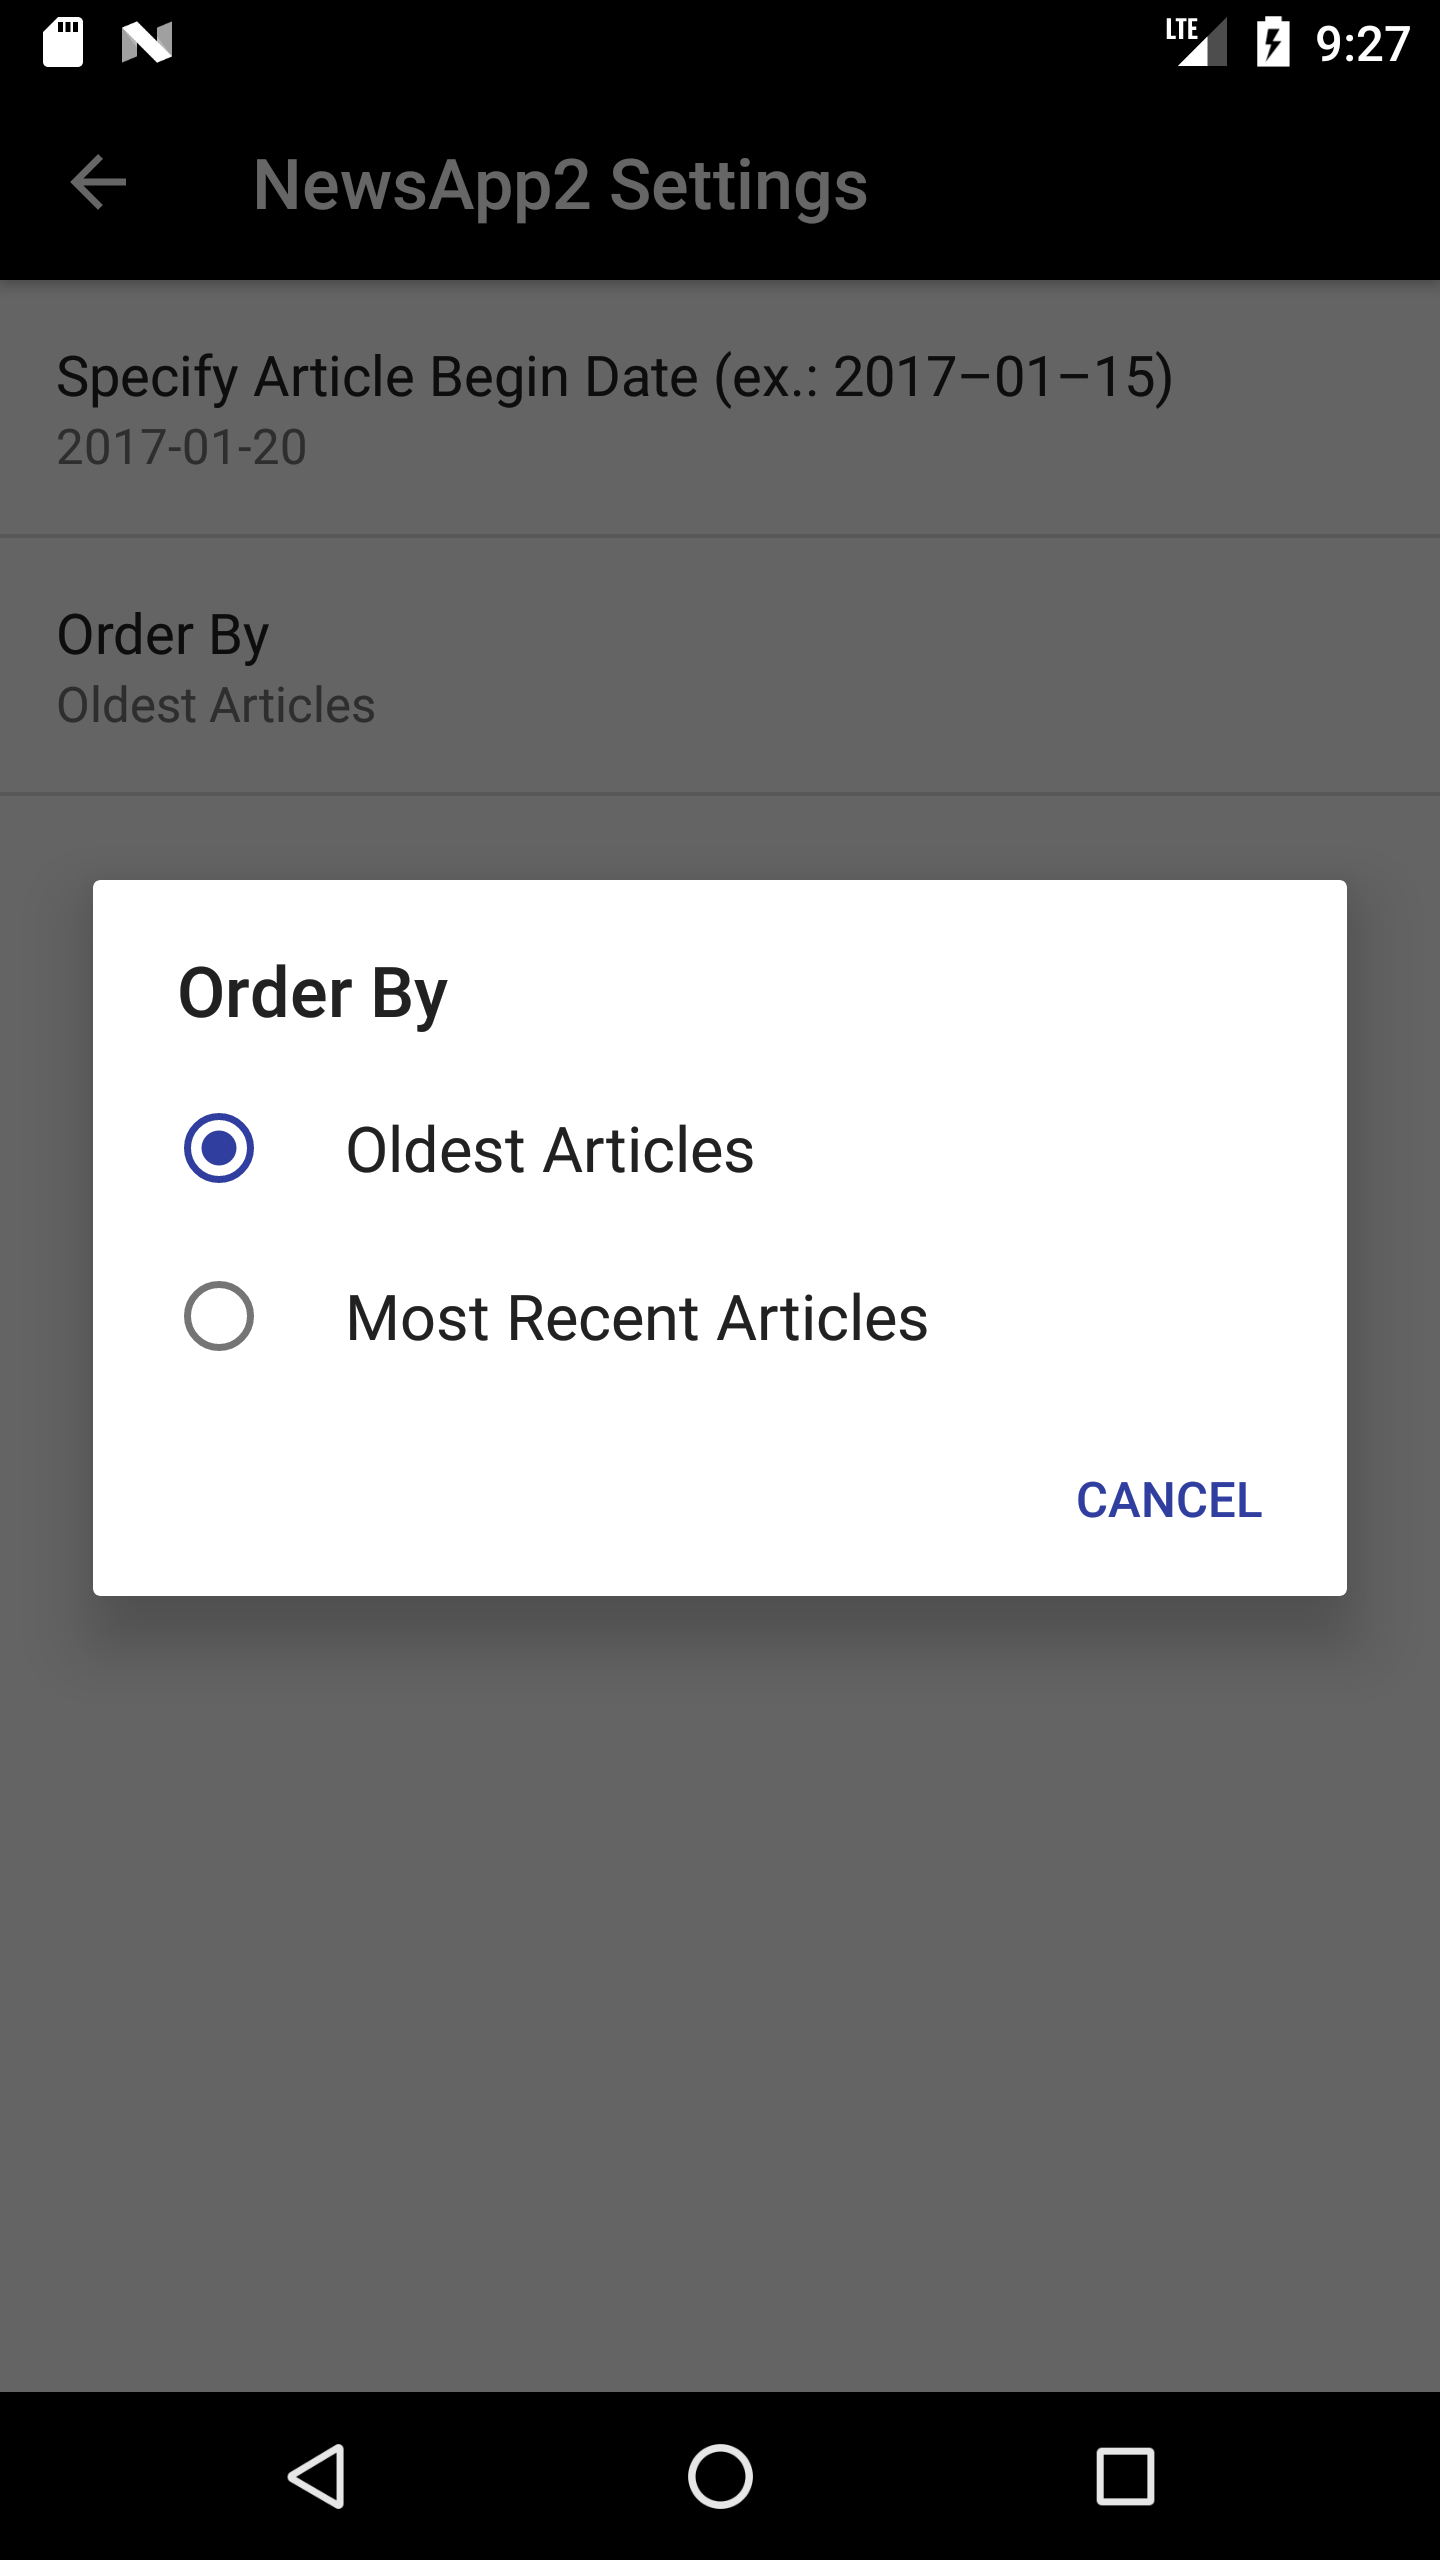 LTE 9:27
NewsApp2 Settings
Specify Article Begin Date (ex.: 2017–01–15)
2017-01-20
Order By
Oldest Articles
Order By
Oldest Articles
Most Recent Articles
CANCEL